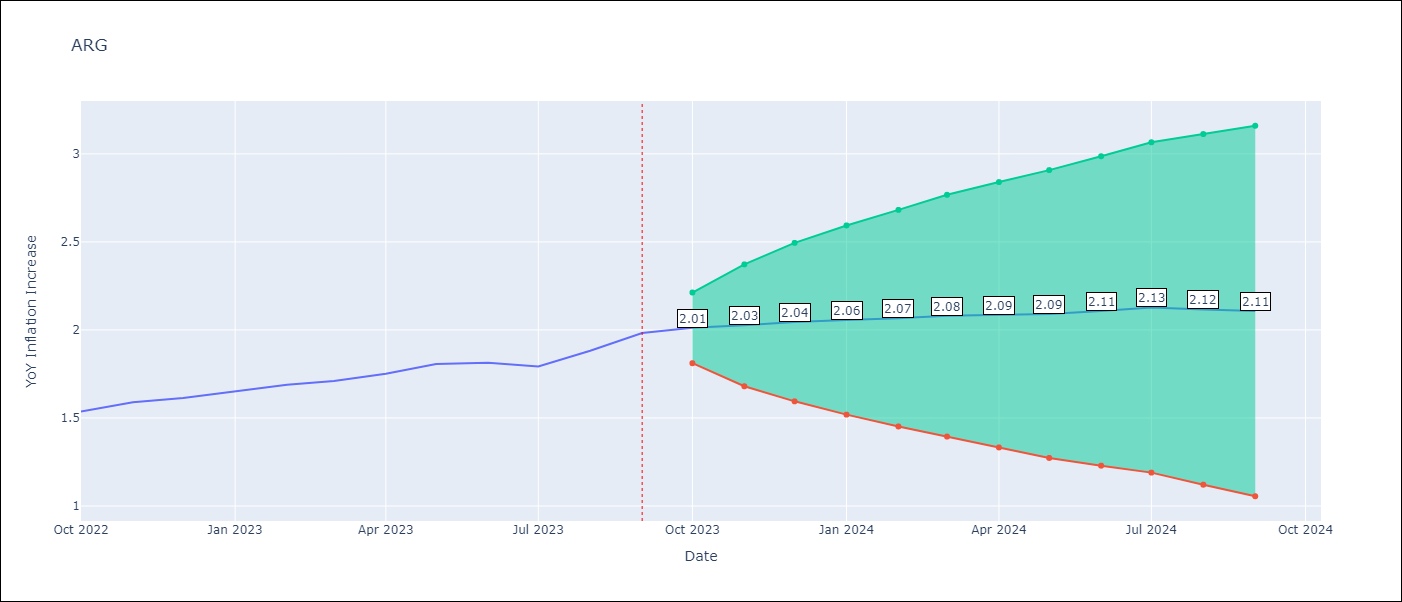 ARG
YoY Inflation Increase
3
2.5
2
1.5
1
2.01
2.03
2.04
2.06
2.07
2.08
2.09
2.09
2.11
2.13
2.12
2.11
Oct 2022
Jan 2023
Apr 2023
Jul 2023
Oct 2023
Jan 2024
Apr 2024
Jul 2024
Oct 2024
Date